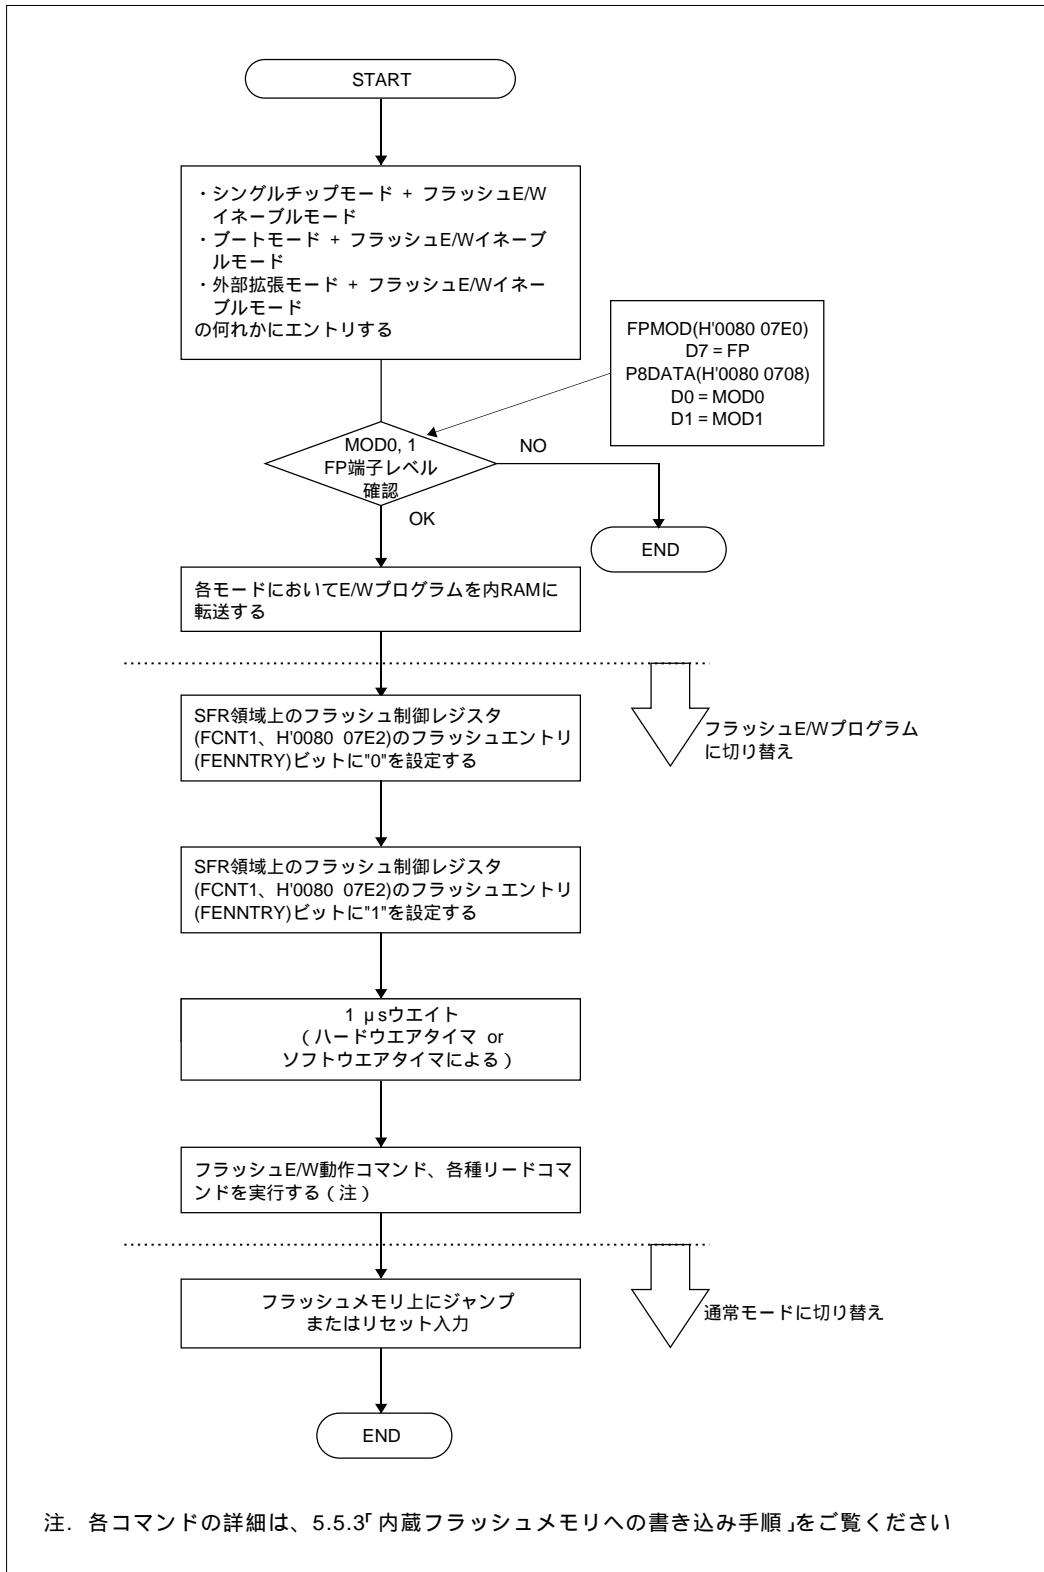 START
・シングルチップモード + フラッシュE/W
イネーブルモード
・ブートモード + フラッシュE/Wイネーブ
ルモード
・外部拡張モード + フラッシュE/Wイネー
ブルモード
の何れかにエントリする
FPMOD(H'0080 07E0)
D7 = FP
P8DATA(H'0080 0708)
D0 = MOD0
D1 = MOD1
MOD0, 1
FP端子レベル
確認
NO
OK
END
各モードにおいてE/Wプログラムを内RAMに
転送する
SFR領域上のフラッシュ制御レジスタ
(FCNT1、H'0080 07E2)のフラッシュエントリ
(FENNTRY)ビットに"0"を設定する
フラッシュE/Wプログラム
に切り替え
SFR領域上のフラッシュ制御レジスタ
(FCNT1、H'0080 07E2)のフラッシュエントリ
(FENNTRY)ビットに"1"を設定する
1 μsウエイト
（ハードウエアタイマ or
ソフトウエアタイマによる）
フラッシュE/W動作コマンド、各種リードコマ
ンドを実行する（注）
フラッシュメモリ上にジャンプ
またはリセット入力
通常モードに切り替え
END
注. 各コマンドの詳細は、5.5.3「内蔵フラッシュメモリへの書き込み手順」をご覧ください